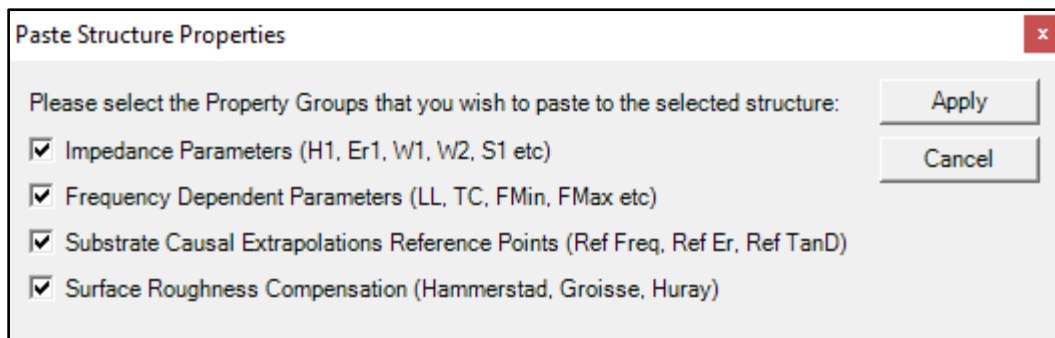 Paste Structure Properties
x
Please select the Property Groups that you wish to paste to the selected structure:
Apply
Impedance Parameters (H1, Er1, W1, W2, S1 etc)
Cancel
Frequency Dependent Parameters (LL, TC, FMin, FMax etc)
Substrate Causal Extrapolations Reference Points (Ref Freq, Ref Er, Ref TanD)
Surface Roughness Compensation (Hammerstad, Groisse, Huray)